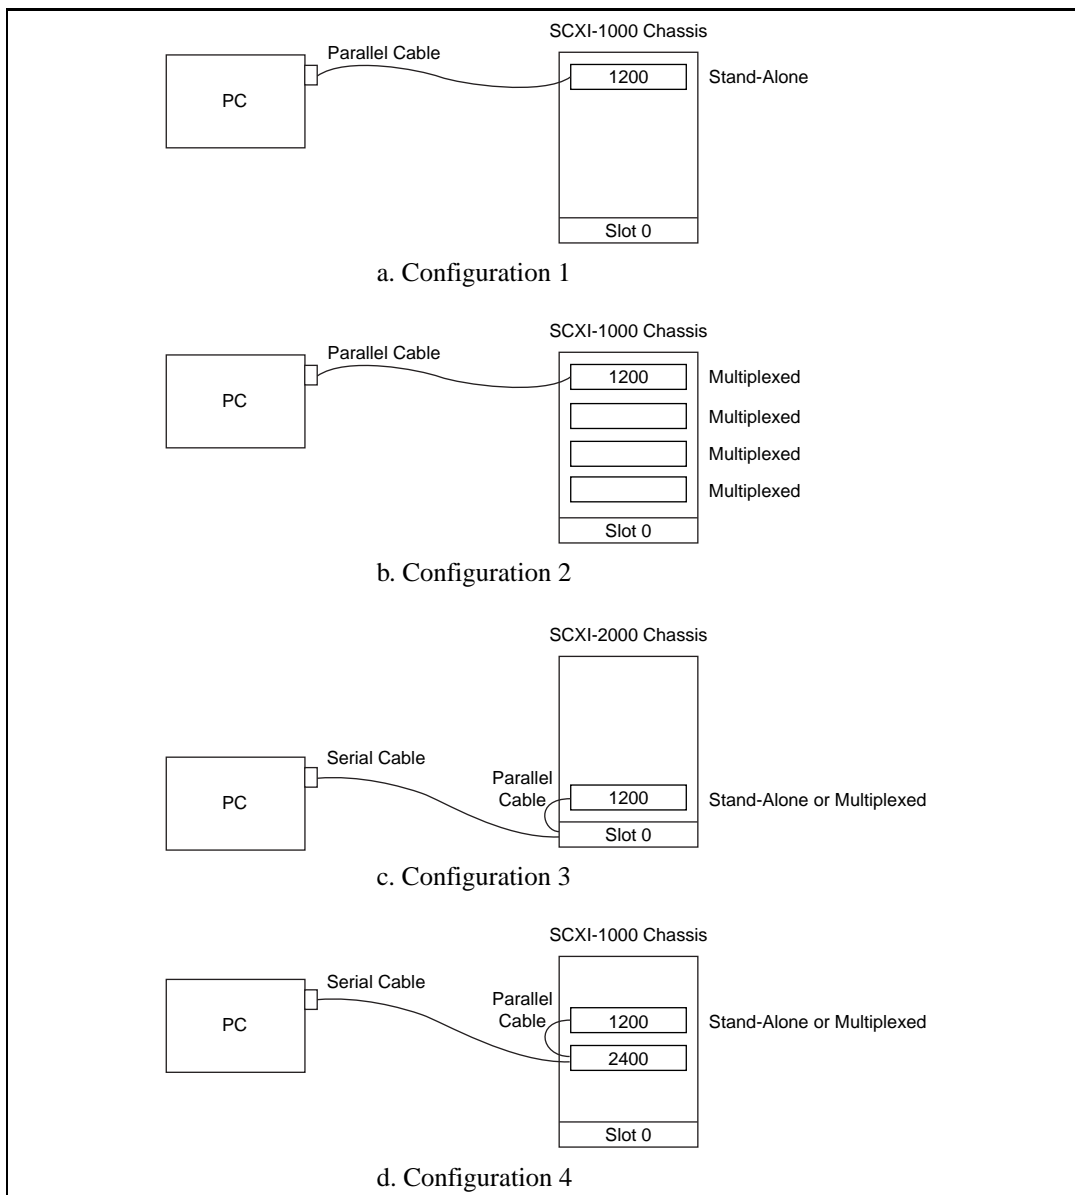 SCXI-1000 Chassis
Parallel Cable
PC
1200
Stand-Alone
Slot 0
a. Configuration 1
SCXI-1000 Chassis
Parallel Cable
PC
1200
Multiplexed
Multiplexed
Multiplexed
Multiplexed
Slot 0
b. Configuration 2
SCXI-2000 Chassis
Serial Cable
PC
Parallel
Cable
1200
Stand-Alone or Multiplexed
Slot 0
c. Configuration 3
SCXI-1000 Chassis
Serial Cable
PC
Parallel
Cable
1200
Stand-Alone or Multiplexed
2400
Slot 0
d. Configuration 4